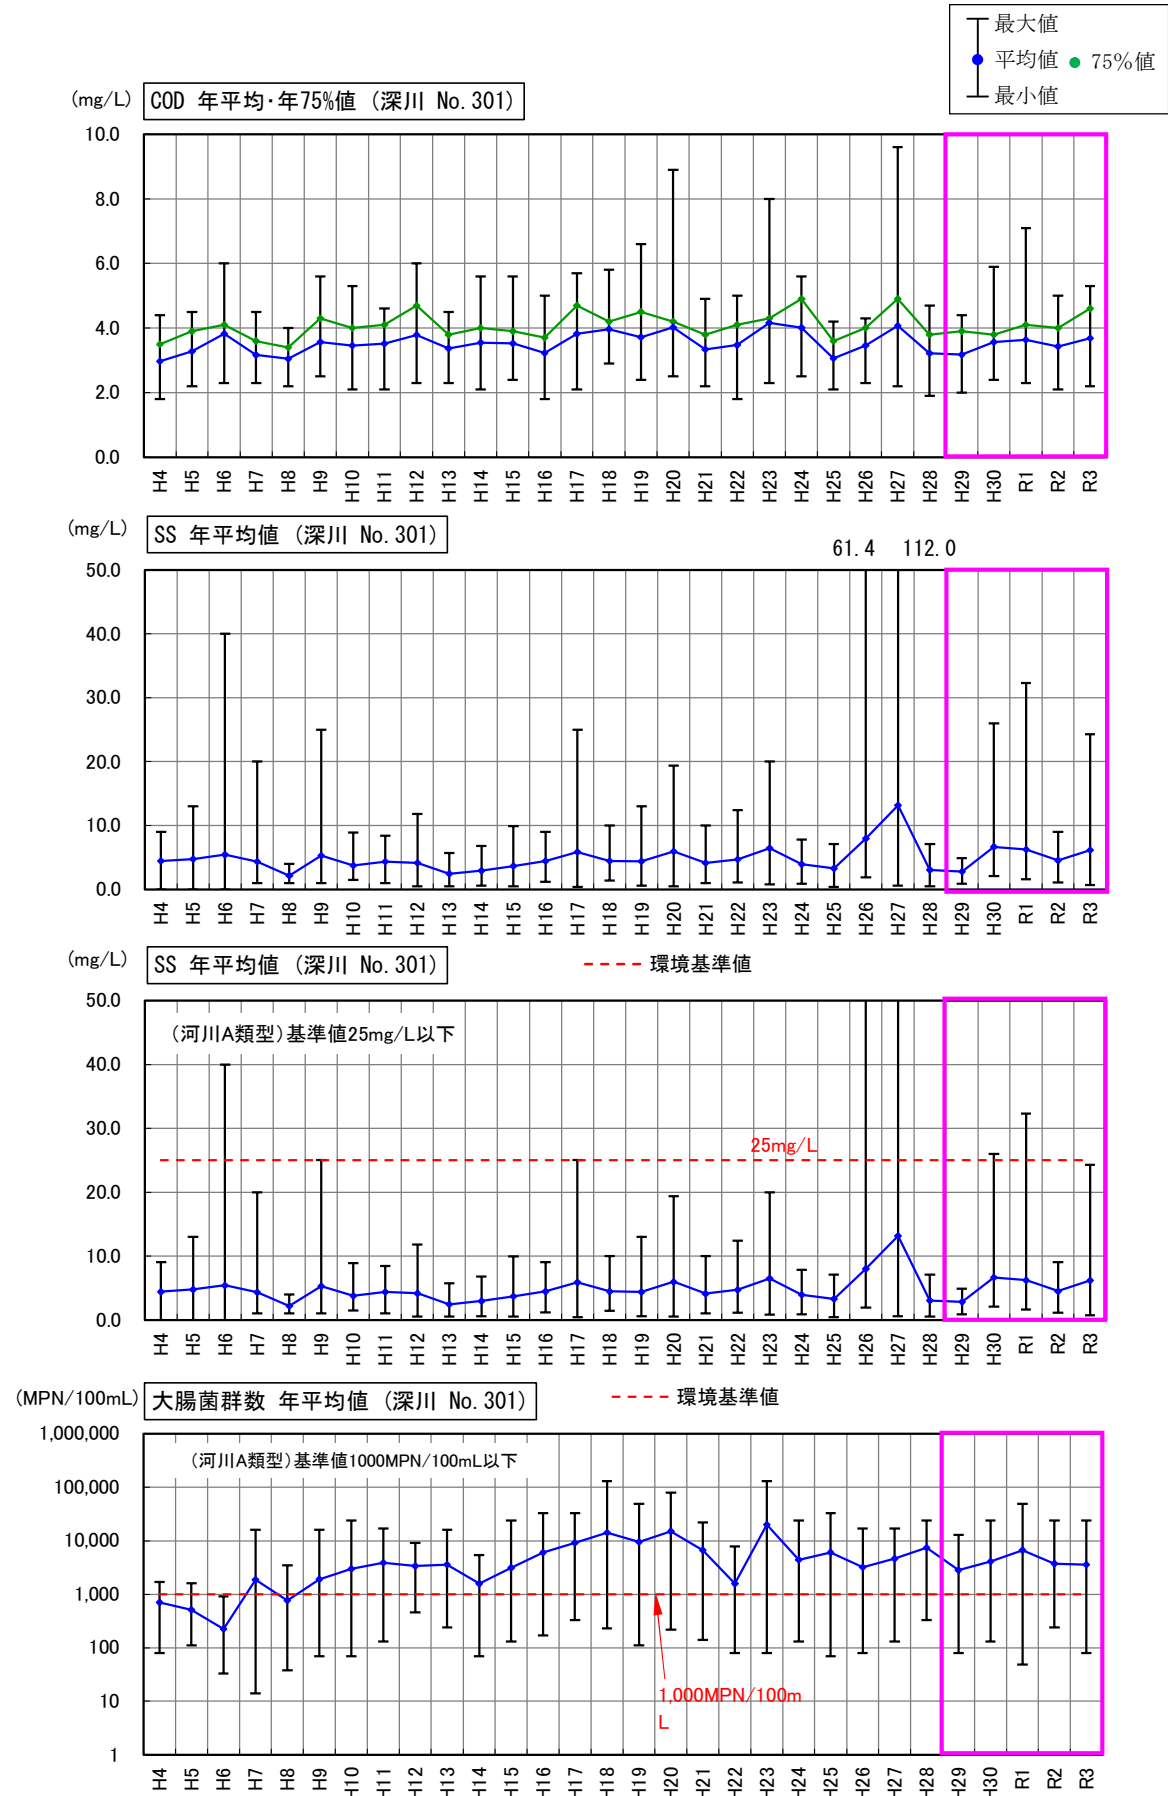 最大値
平均値 75%値
最小値
(mg/L) COD 年平均・年75%値 (深川 No.301)
10.0
8.0
6.0
4.0
2.0
0.0
H4 H5 H6 H7 H8 H9 H10 H11 H12 H13 H14 H15 H16 H17 H18 H19 H20 H21 H22 H23 H24 H25 H26 H27 H28 H29 H30 R1 R2 R3
(mg/L) SS 年平均値 (深川 No.301)
61.4 112.0
50.0
40.0
30.0
20.0
10.0
0.0
H4 H5 H6 H7 H8 H9 H10 H11 H12 H13 H14 H15 H16 H17 H18 H19 H20 H21 H22 H23 H24 H25 H26 H27 H28 H29 H30 R1 R2 R3
(mg/L) SS 年平均値 (深川 No.301) 環境基準値
50.0
(河川A類型)基準値25mg/L以下
40.0
30.0
25mg/L
20.0
10.0
0.0
H4 H5 H6 H7 H8 H9 H10 H11 H12 H13 H14 H15 H16 H17 H18 H19 H20 H21 H22 H23 H24 H25 H26 H27 H28 H29 H30 R1 R2 R3
(MPN/100mL) 大腸菌群数 年平均値 (深川 No.301) 環境基準値
1,000,000
(河川A類型)基準値1000MPN/100mL以下
100,000
10,000
1,000
100
1,000MPN/100m
L
10
1
H4 H5 H6 H7 H8 H9 H10 H11 H12 H13 H14 H15 H16 H17 H18 H19 H20 H21 H22 H23 H24 H25 H26 H27 H28 H29 H30 R1 R2 R3